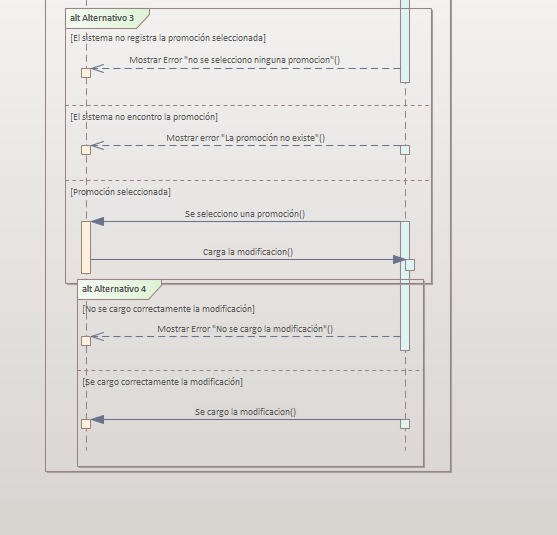 alt Alternativo 3
[El sistema no registra la promoción seleccionada]
Mostrar Error "no se selecciono ninguna promocion"()
[El sistema no encontro la promoción]
Mostrar error "La promoción no existe"()
[Promoción seleccionada]
Se selecciono una promoción()
Carga la modificacion()
alt Alternativo 4
[No se cargo correctamente la modificación]
Mostrar Error "No se cargo la modificación"()
[Se cargo correctamente la modificación]
Se cargo la modificacion()